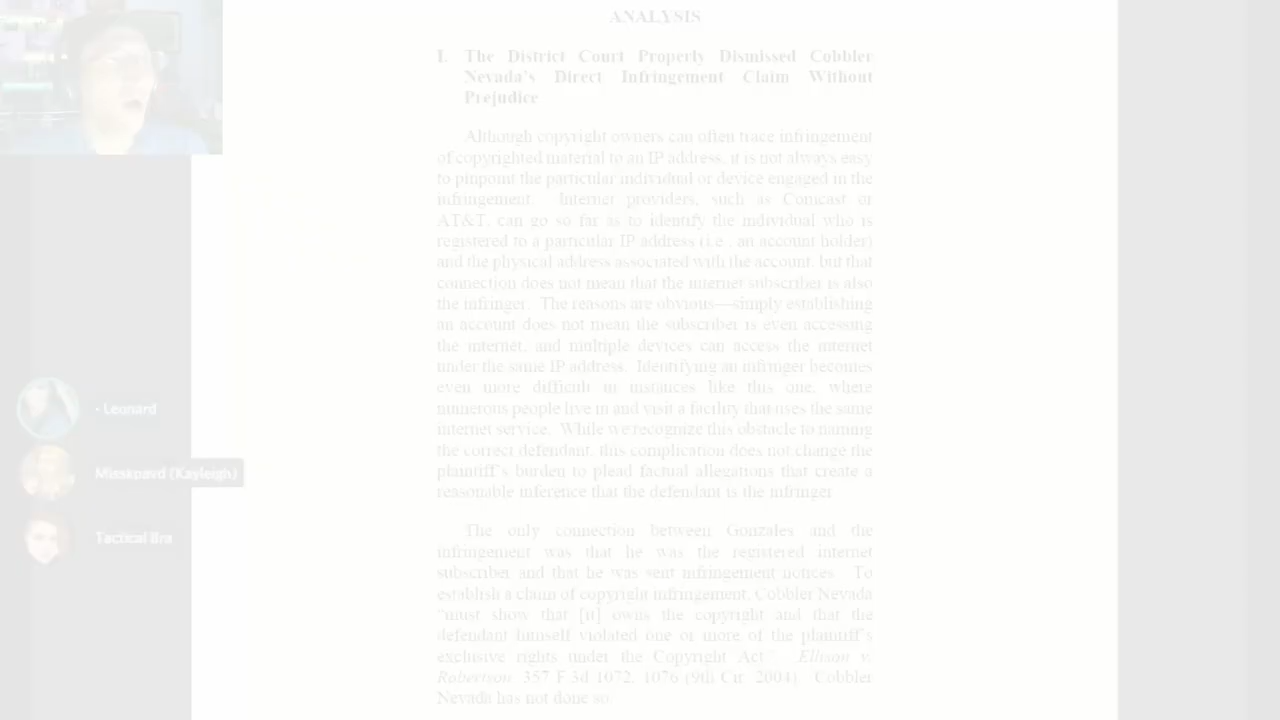 ANALYSIS
I. The District Court Properly Dismissed Cobbler
Nevada's Direct Infringement Claim Without
Prejudice
Although copyright owners can often trace infringement
of copyrighted material to an IP address, it is not always easy
to pinpoint the particular individual or device engaged in the
infringement. Internet providers, such as Comcast or
AT&T, can go so far as to identify the individual who is
registered to a particular IP address (i.e., an account holder)
and the physical address associated with the account, but that
connection does not mean that the internet subscriber is also
the infringer. The reasons are obvious—simply establishing
an account does not mean the subscriber is even accessing
the internet, and multiple devices can access the internet
under the same IP address. Identifying an infringer becomes
even more difficult in instances like this one, where
numerous people live in and visit a facility that uses the same
internet service. While we recognize this obstacle to naming
the correct defendant, this complication does not change the
plaintiff's burden to plead factual allegations that create a
reasonable inference that the defendant is the infringer.
The only connection between Gonzales and the
infringement was that he was the registered internet
subscriber and that he was sent infringement notices. To
establish a claim of copyright infringement, Cobbler Nevada
"must show that [it] owns the copyright and that the
defendant himself violated one or more of the plaintiff's
exclusive rights under the Copyright Act." Ellison v.
Robertson, 357 F.3d 1072, 1076 (9th Cir. 2004). Cobbler
Nevada has not done so.
- Leonard
Misskpavd (Kayleigh)
Tactical Bra